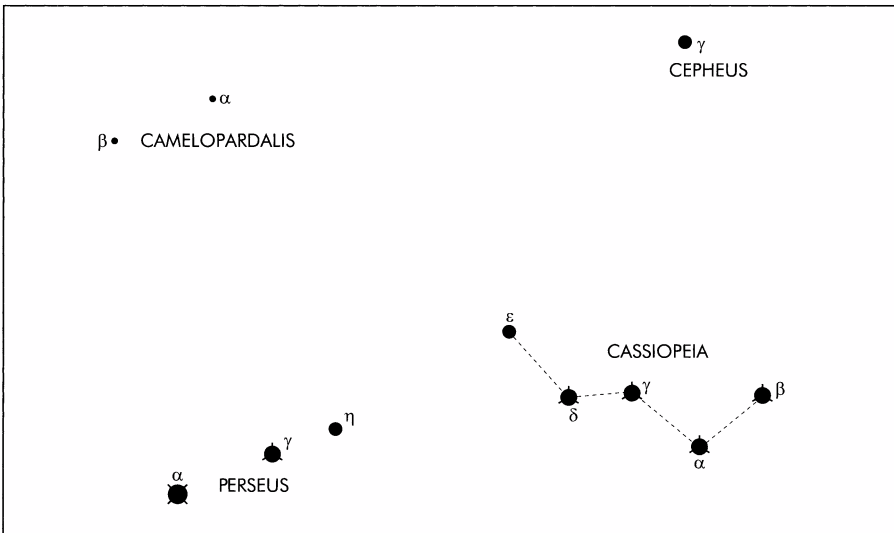 γ
CEPHEUS
α
β CAMELOPARDALIS
ε
CASSIOPEIA
γ
β
δ
α
η
γ
α
PERSEUS